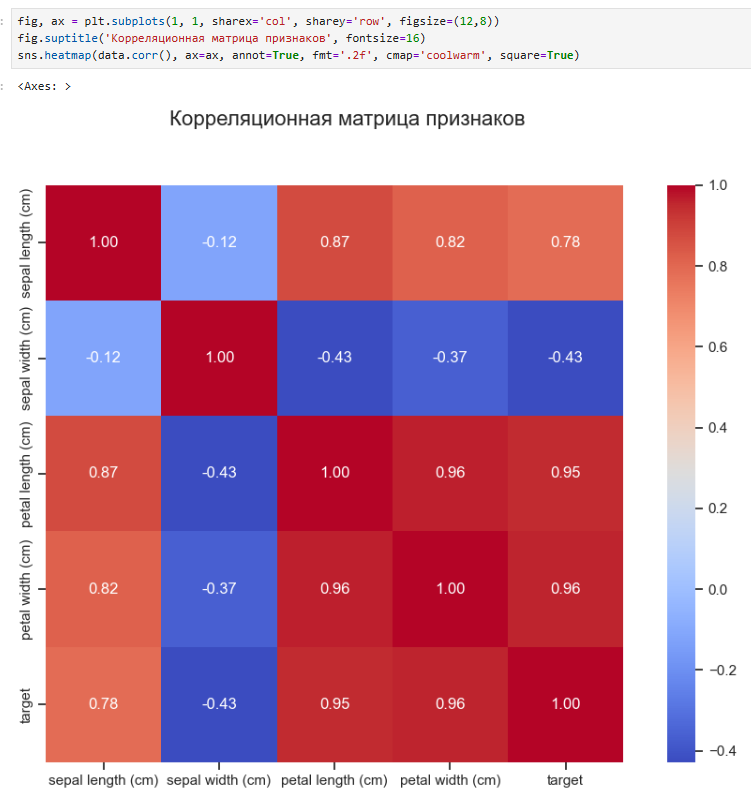 fig, ax = plt.subplots(1, 1, sharex='col', sharey='row', figsize=(12,8))
fig.suptitle('Корреляционная матрица признаков', fontsize=16)
sns.heatmap(data.corr(), ax=ax, annot=True, fmt='.2f', cmap='coolwarm', square=True)
<Axes: >
Корреляционная матрица признаков
sepal length (cm)
1.00 -0.12 0.87 0.82 0.78
sepal width (cm)
-0.12 1.00 -0.43 -0.37 -0.43
petal length (cm)
0.87 -0.43 1.00 0.96 0.95
petal width (cm)
0.82 -0.37 0.96 1.00 0.96
target
0.78 -0.43 0.95 0.96 1.00
sepal length (cm) sepal width (cm) petal length (cm) petal width (cm) target
1.0
0.8
0.6
0.4
0.2
0.0
−0.2
−0.4